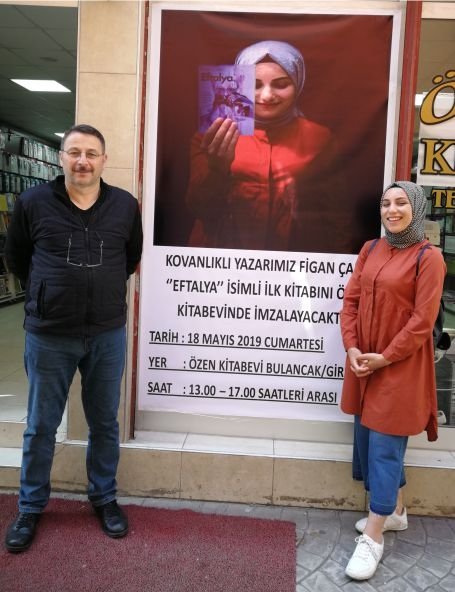 Eftalya
KOVANLIKLI YAZARIMIZ FİGAN ÇA
"EFTALYA" İSİMLİ İLK KİTABINI Ö
KİTABEVİNDE İMZALAYACAKT
TARİH : 18 MAYIS 2019 CUMARTESİ
YER : ÖZEN KİTABEVİ BULANCAK/GİR
SAAT : 13.00 – 17.00 SAATLERİ ARASI
Ö
K
TE